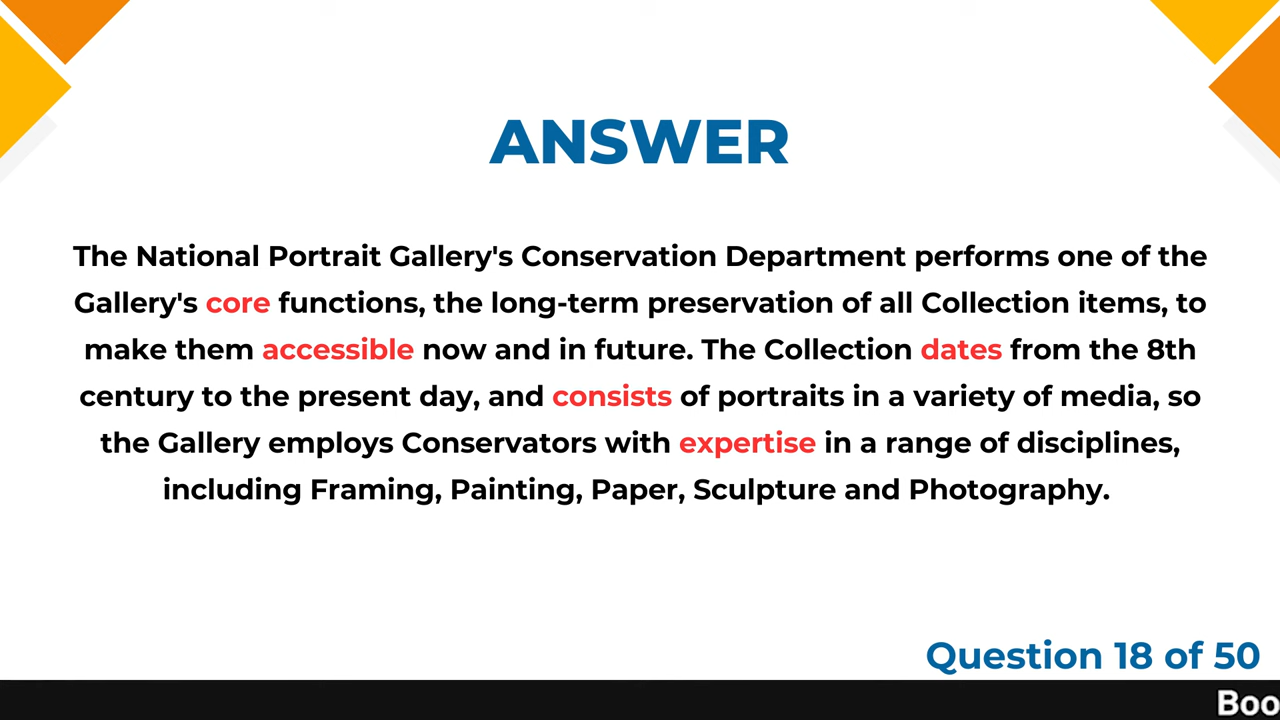 ANSWER
The National Portrait Gallery's Conservation Department performs one of the
Gallery's core functions, the long-term preservation of all Collection items, to
make them accessible now and in future. The Collection dates from the 8th
century to the present day, and consists of portraits in a variety of media, so
the Gallery employs Conservators with expertise in a range of disciplines,
including Framing, Painting, Paper, Sculpture and Photography.
Question 18 of 50
Boo